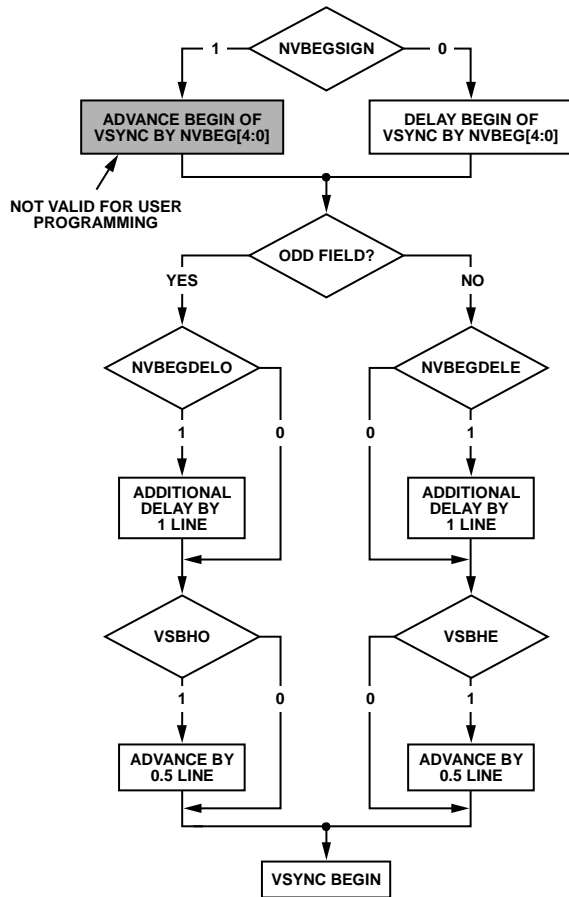 NVBEGSIGN
1
0
ADVANCE BEGIN OF
VSYNC BY NVBEG[4:0]
DELAY BEGIN OF
VSYNC BY NVBEG[4:0]
NOT VALID FOR USER
PROGRAMMING
ODD FIELD?
YES
NO
NVBEGDELO
NVBEGDELE
1
0
0
1
ADDITIONAL
DELAY BY
1 LINE
ADDITIONAL
DELAY BY
1 LINE
VSBHO
VSBHE
1
0
0
1
ADVANCE BY
0.5 LINE
ADVANCE BY
0.5 LINE
VSYNC BEGIN